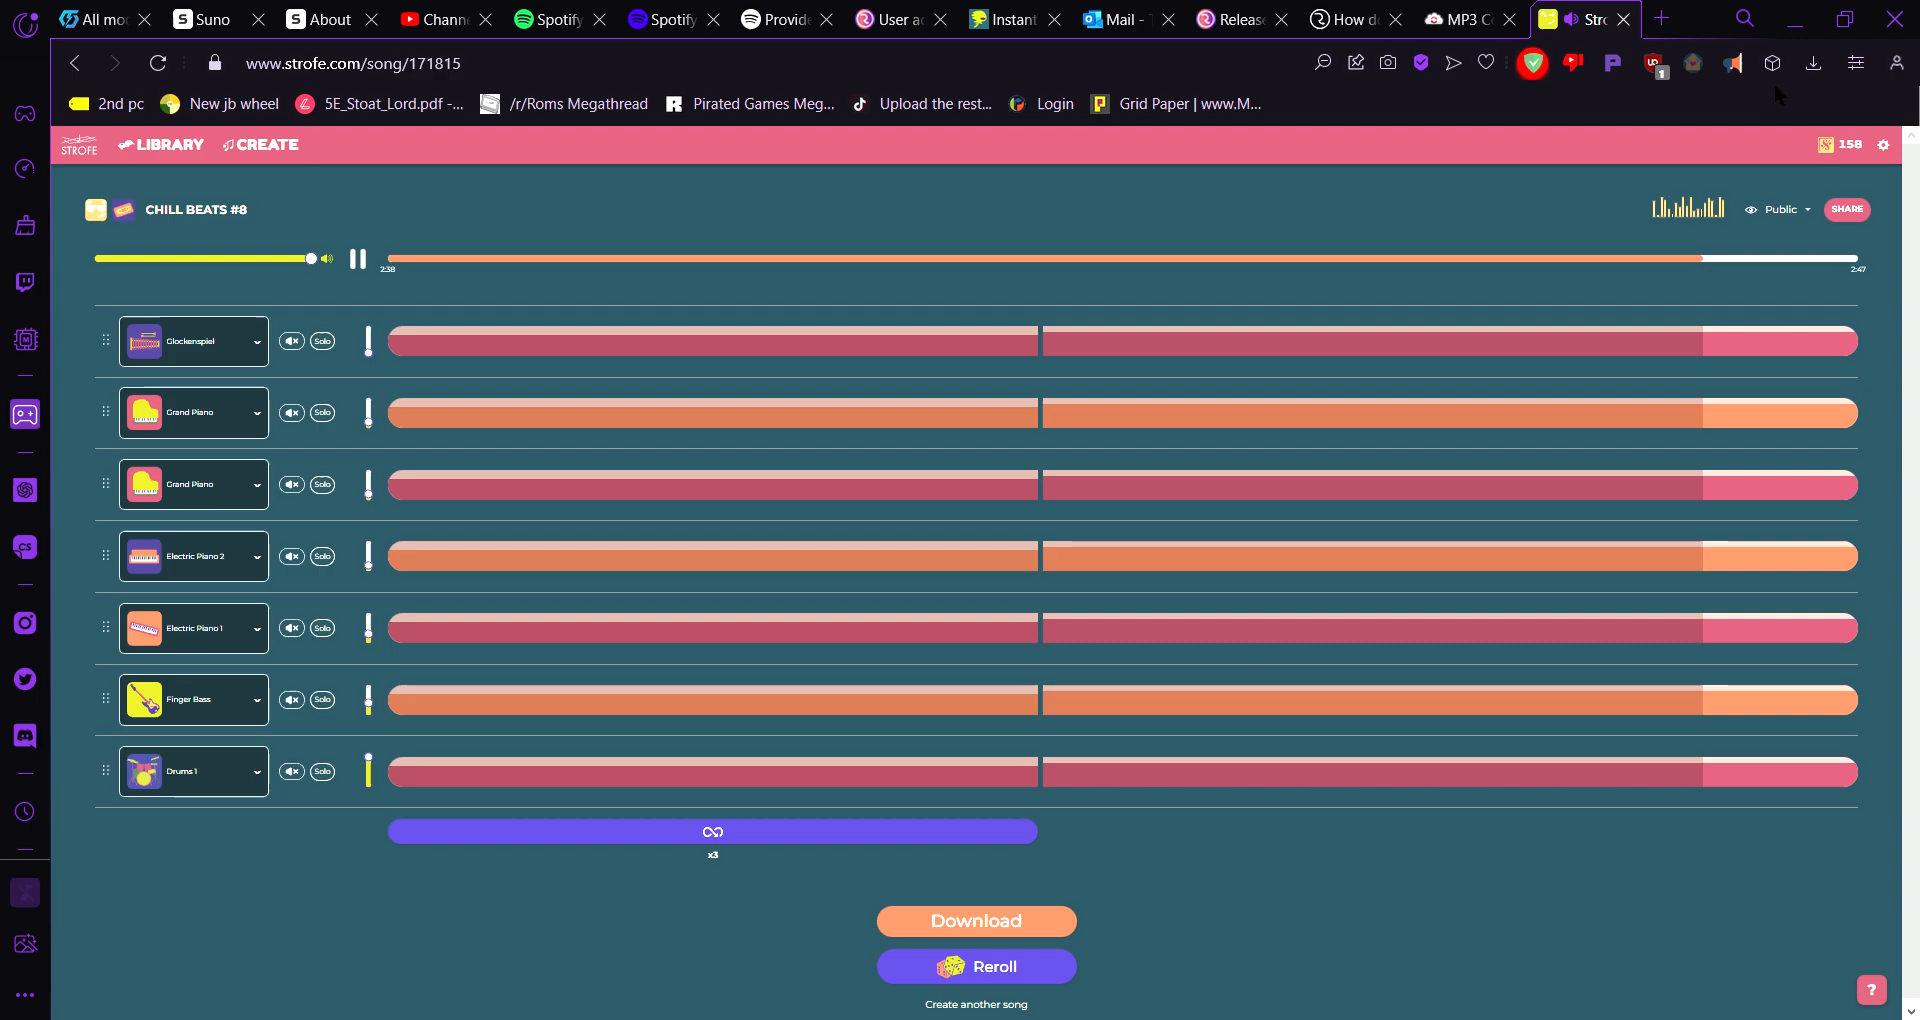 All mo
Suno
About
Chann
Spotify
Spotify
Provid
User a
Instant
Mail -
Releas
How d
MP3 C
Stro
www.strofe.com/song/171815
1
2nd pc
New jb wheel
5E_Stoat_Lord.pdf -...
/r/Roms Megathread
Pirated Games Meg...
Upload the rest...
Login
Grid Paper | www.M...
STROFE
LIBRARY
CREATE
158
CHILL BEATS #8
Public
SHARE
2:38
2:47
Glockenspiel
Solo
Grand Piano
Solo
Grand Piano
Solo
Electric Piano 2
Solo
Electric Piano 1
Solo
Finger Bass
Solo
Drums 1
Solo
x3
Download
Reroll
Create another song
?